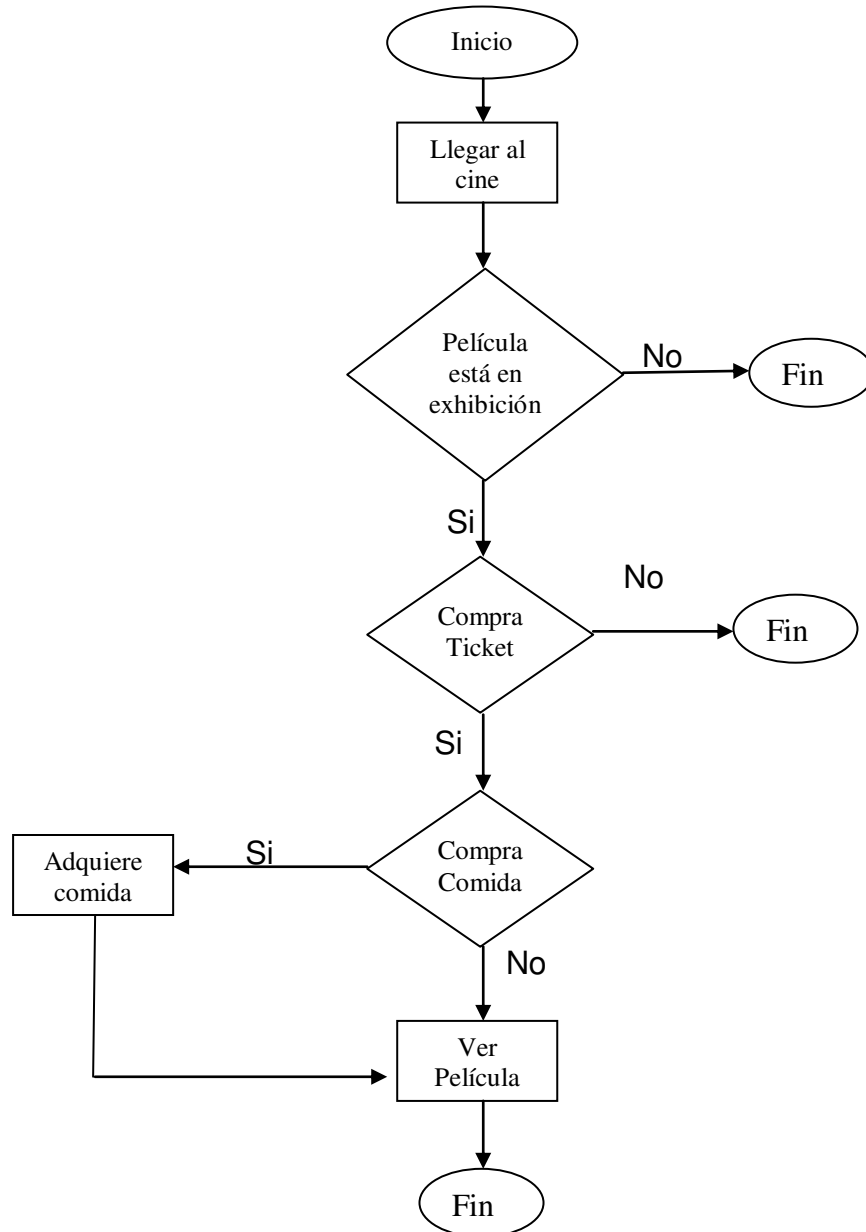 Inicio
Llegar al
cine
Película
está en
exhibición
No
Fin
Si
No
Compra
Ticket
Fin
Si
Adquiere
comida
Si
Compra
Comida
No
Ver
Película
Fin